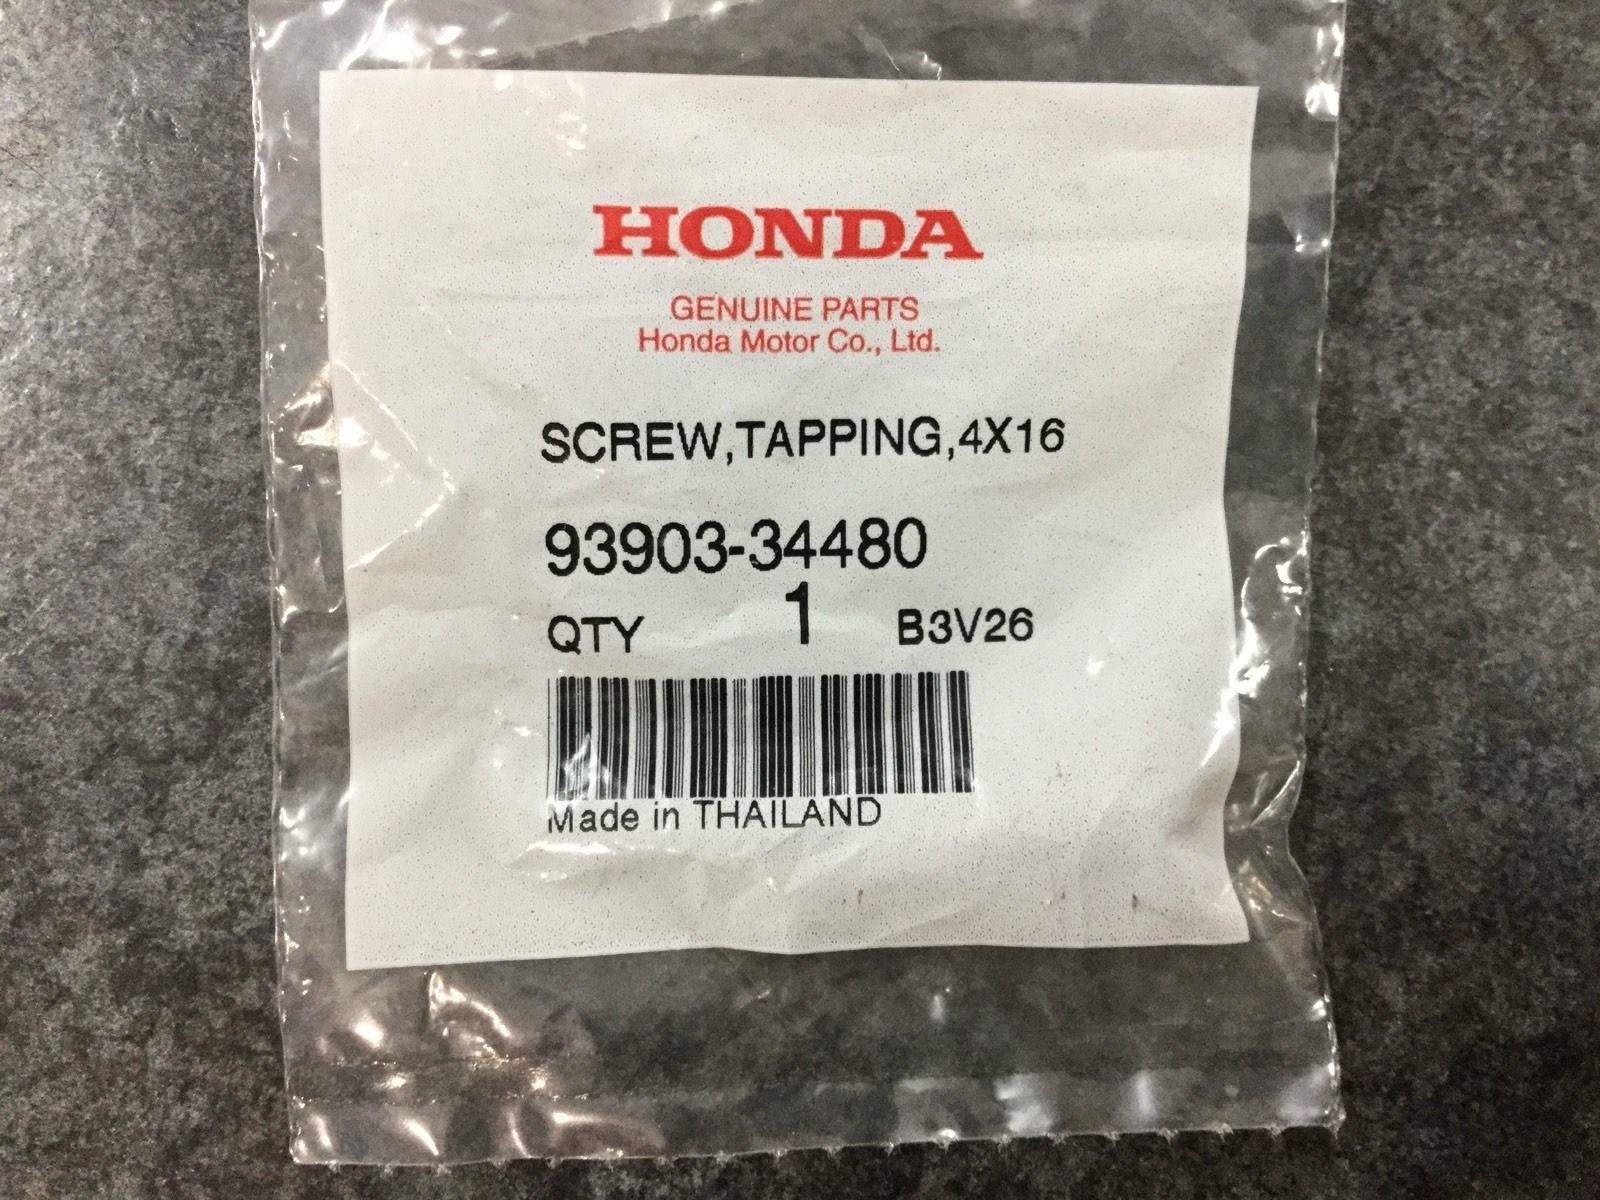 HONDA
GENUINE PARTS
Honda Motor Co., Ltd.
SCREW,TAPPING,4X16
93903-34480
QTY 1 B3V26
Made in THAILAND